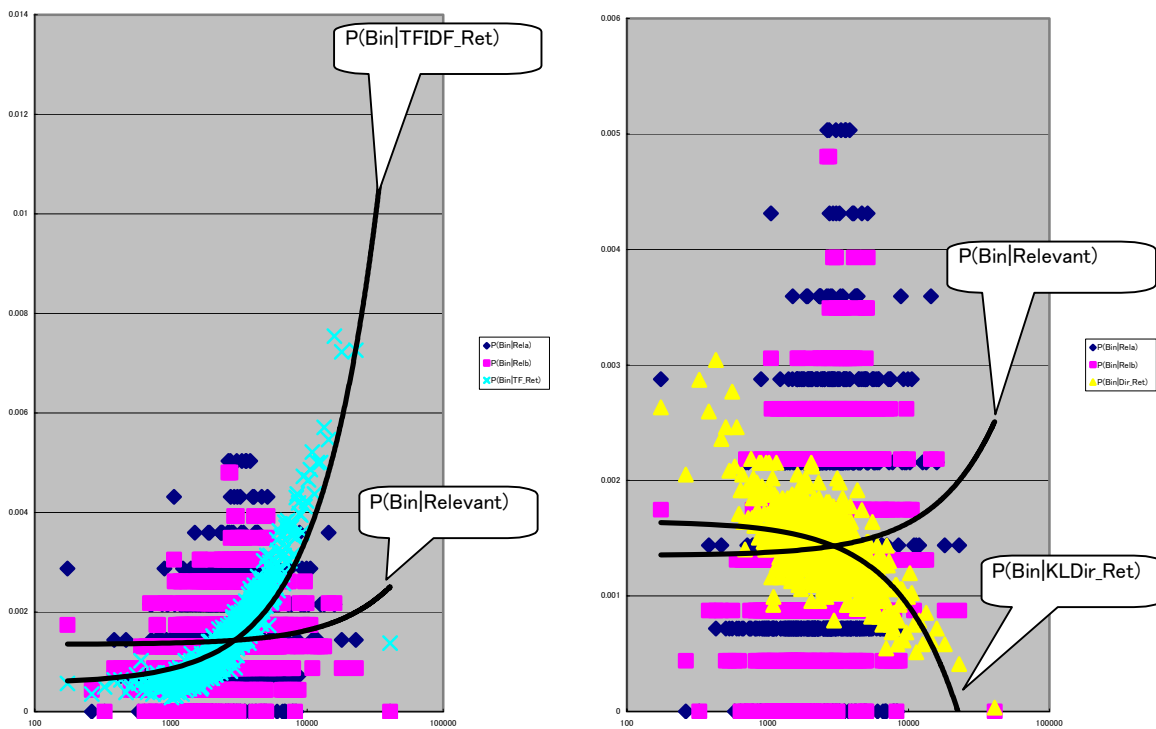 0.014
0.012
0.01
0.008
0.006
0.004
0.002
0
100
1000
10000
100000
P(Bin|TFIDF_Ret)
P(Bin|Relevant)
P(Bin|Rela)
P(Bin|Relb)
P(Bin|TF_Ret)
0.006
0.005
0.004
0.003
0.002
0.001
0
100
1000
10000
100000
P(Bin|Relevant)
P(Bin|KLDir_Ret)
P(Bin|Rela)
P(Bin|Relb)
P(Bin|Dir_Ret)